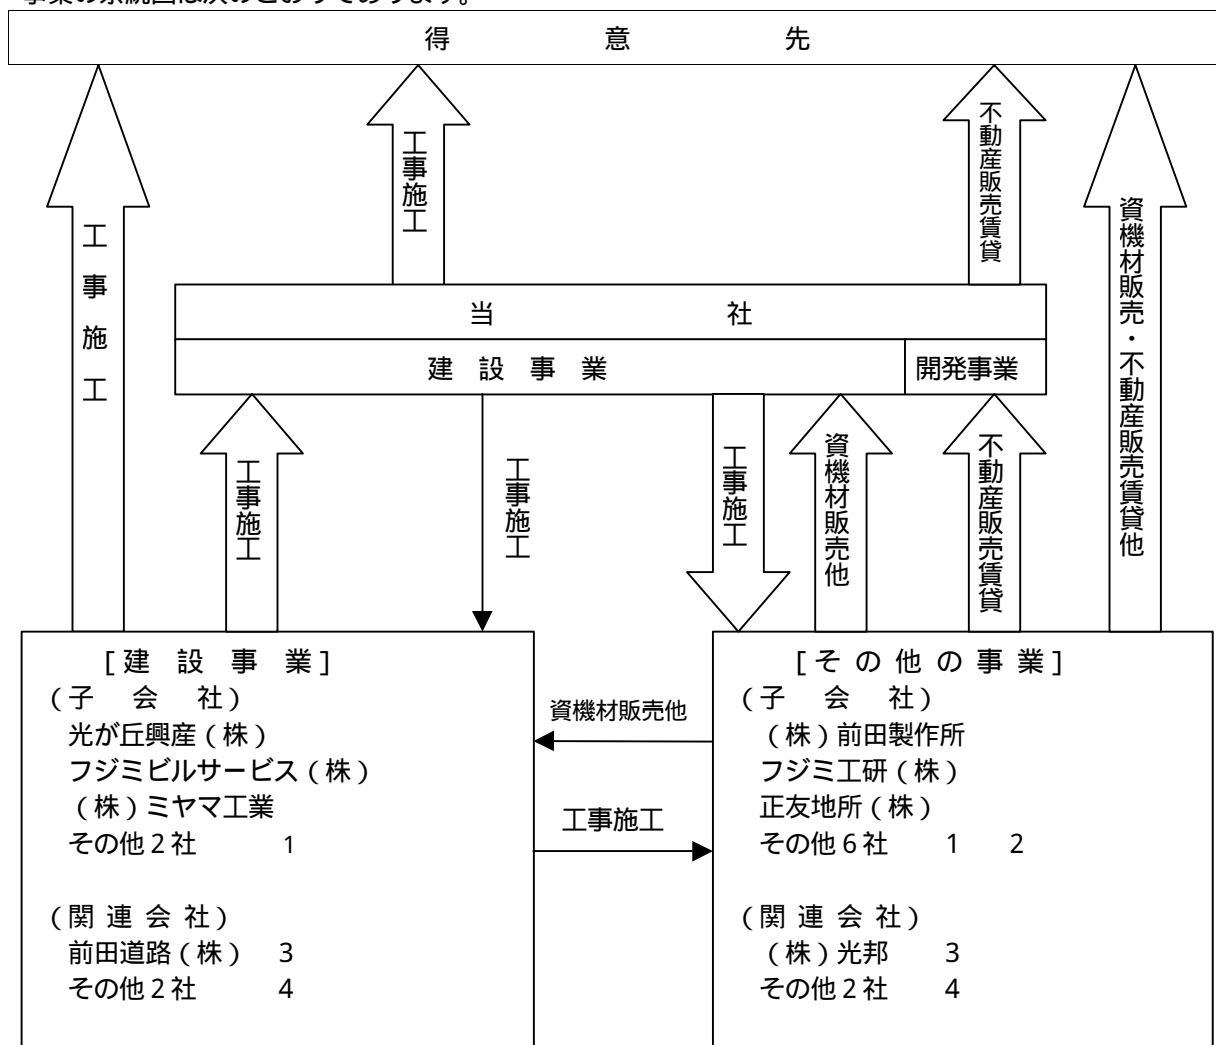 事業の系統図は次のとおりであります。
得意先
工事施工
工事施工
不動産販売賃貸
資機材販売・不動産販売賃貸他
当社
建設事業
開発事業
工事施工
工事施工
工事施工
資機材販売他
不動産販売賃貸
[建設事業]
(子会社)
光が丘興産(株)
フジミビルサービス(株)
(株)ミヤマ工業
その他2社 1
(関連会社)
前田道路(株) 3
その他2社 4
資機材販売他
工事施工
[その他の事業]
(子会社)
(株)前田製作所
フジミ工研(株)
正友地所(株)
その他6社 1 2
(関連会社)
(株)光邦 3
その他2社 4